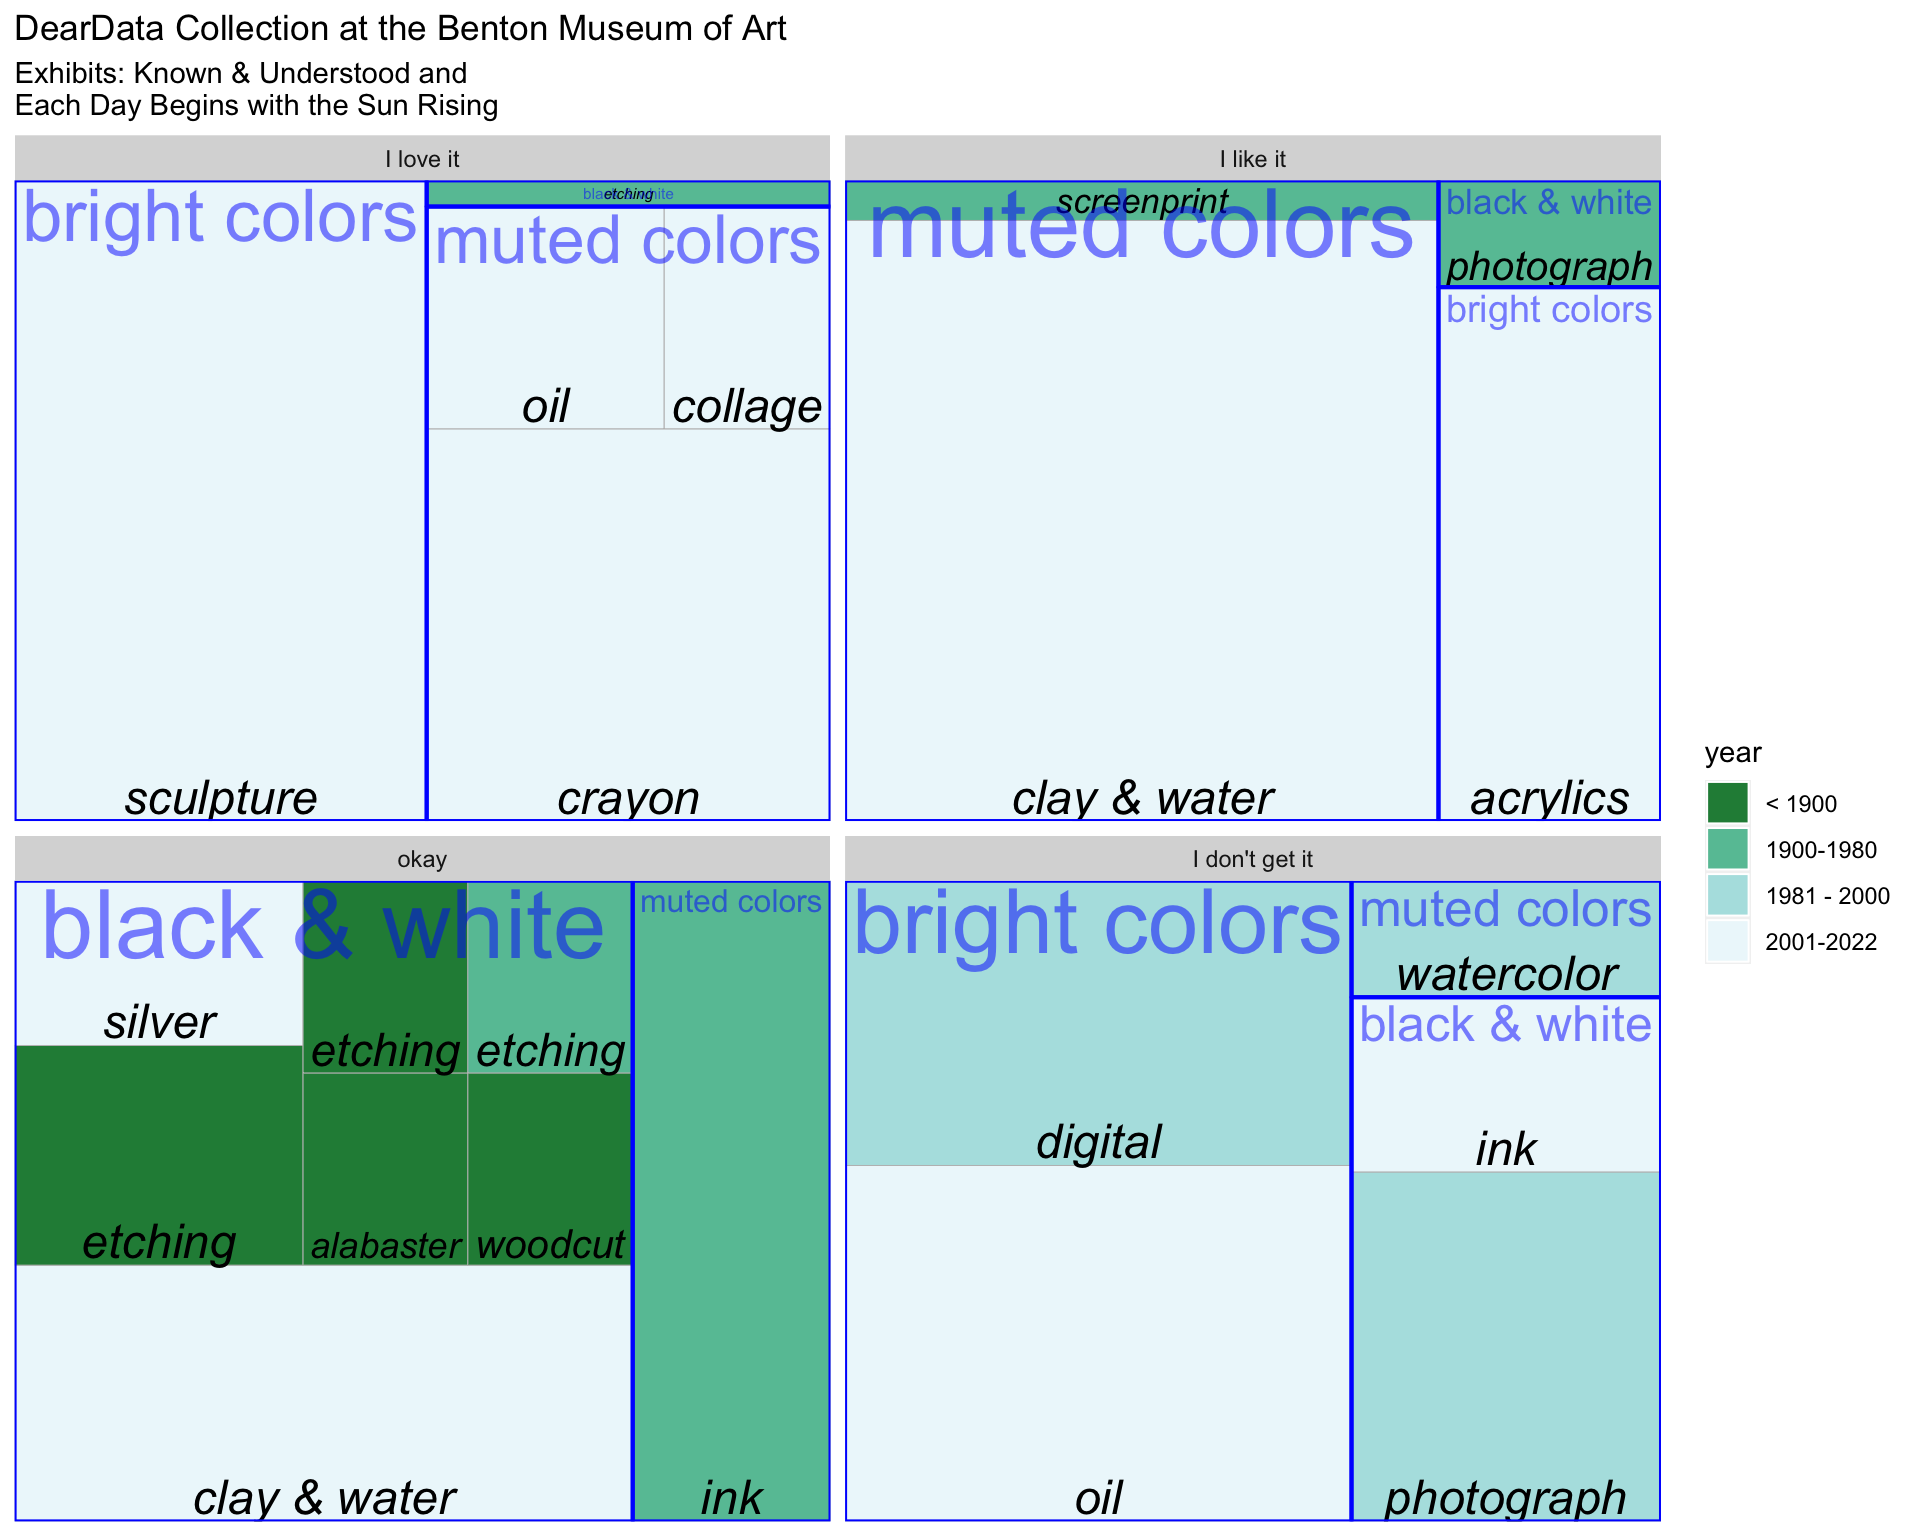 DearData Collection at the Benton Museum of Art
Exhibits: Known & Understood and
Each Day Begins with the Sun Rising
I love it
bright colors
sculpture
black & white
etching
muted colors
oil
collage
crayon
I like it
screenprint
muted colors
clay & water
black & white
photograph
bright colors
acrylics
okay
black & white
silver
etching
etching
etching
alabaster
woodcut
clay & water
muted colors
ink
I don't get it
bright colors
digital
oil
muted colors
watercolor
black & white
ink
photograph
year
< 1900
1900-1980
1981 - 2000
2001-2022